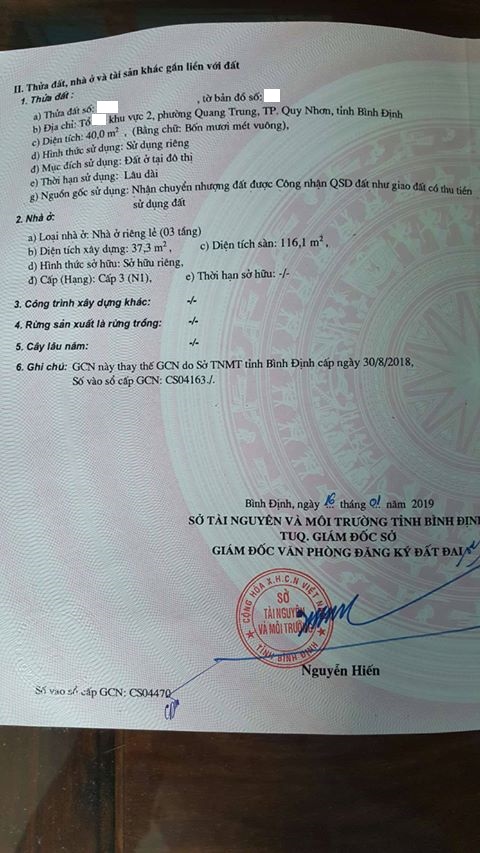 II. Thửa đất, nhà ở và tài sản khác gắn liền với đất
1. Thửa đất:
a) Thửa đất số: , tờ bản đồ số:
b) Địa chỉ: Tổ khu vực 2, phường Quang Trung, TP. Quy Nhơn, tỉnh Bình Định
c) Diện tích: 40,0 m², (Bằng chữ: Bốn mươi mét vuông),
d) Hình thức sử dụng: Sử dụng riêng
đ) Mục đích sử dụng: Đất ở tại đô thị
e) Thời hạn sử dụng: Lâu dài
g) Nguồn gốc sử dụng: Nhận chuyển nhượng đất được Công nhận QSD đất như giao đất có thu tiền
sử dụng đất
2. Nhà ở:
a) Loại nhà ở: Nhà ở riêng lẻ (03 tầng)
b) Diện tích xây dựng: 37,3 m², c) Diện tích sàn: 116,1 m²,
d) Hình thức sở hữu: Sở hữu riêng,
đ) Cấp (Hạng): Cấp 3 (N1), e) Thời hạn sở hữu: -/-
3. Công trình xây dựng khác: -/-
4. Rừng sản xuất là rừng trồng: -/-
5. Cây lâu năm: -/-
6. Ghi chú: GCN này thay thế GCN do Sở TNMT tỉnh Bình Định cấp ngày 30/8/2018,
Số vào sổ cấp GCN: CS04163./.
Bình Định, ngày 16 tháng 01 năm 2019
SỞ TÀI NGUYÊN VÀ MÔI TRƯỜNG TỈNH BÌNH ĐỊNH
TUQ. GIÁM ĐỐC SỞ
GIÁM ĐỐC VĂN PHÒNG ĐĂNG KÝ ĐẤT ĐAI
CỘNG HÒA X.H.C.N VIỆT NAM
SỞ
TÀI NGUYÊN
VÀ MÔI TRƯỜNG
TỈNH BÌNH ĐỊNH
Nguyễn Hiến
Số vào sổ cấp GCN: CS04470